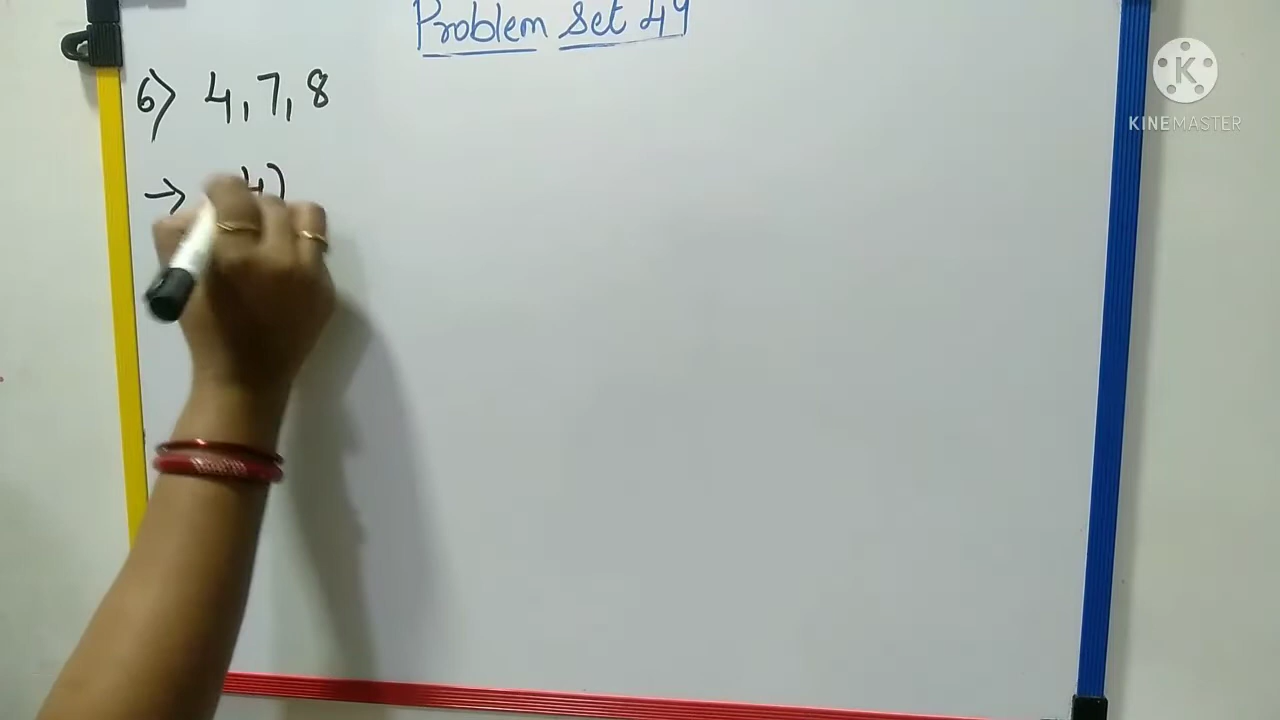 Problem Set 49
6) 4, 7, 8
→
K
KINEMASTER